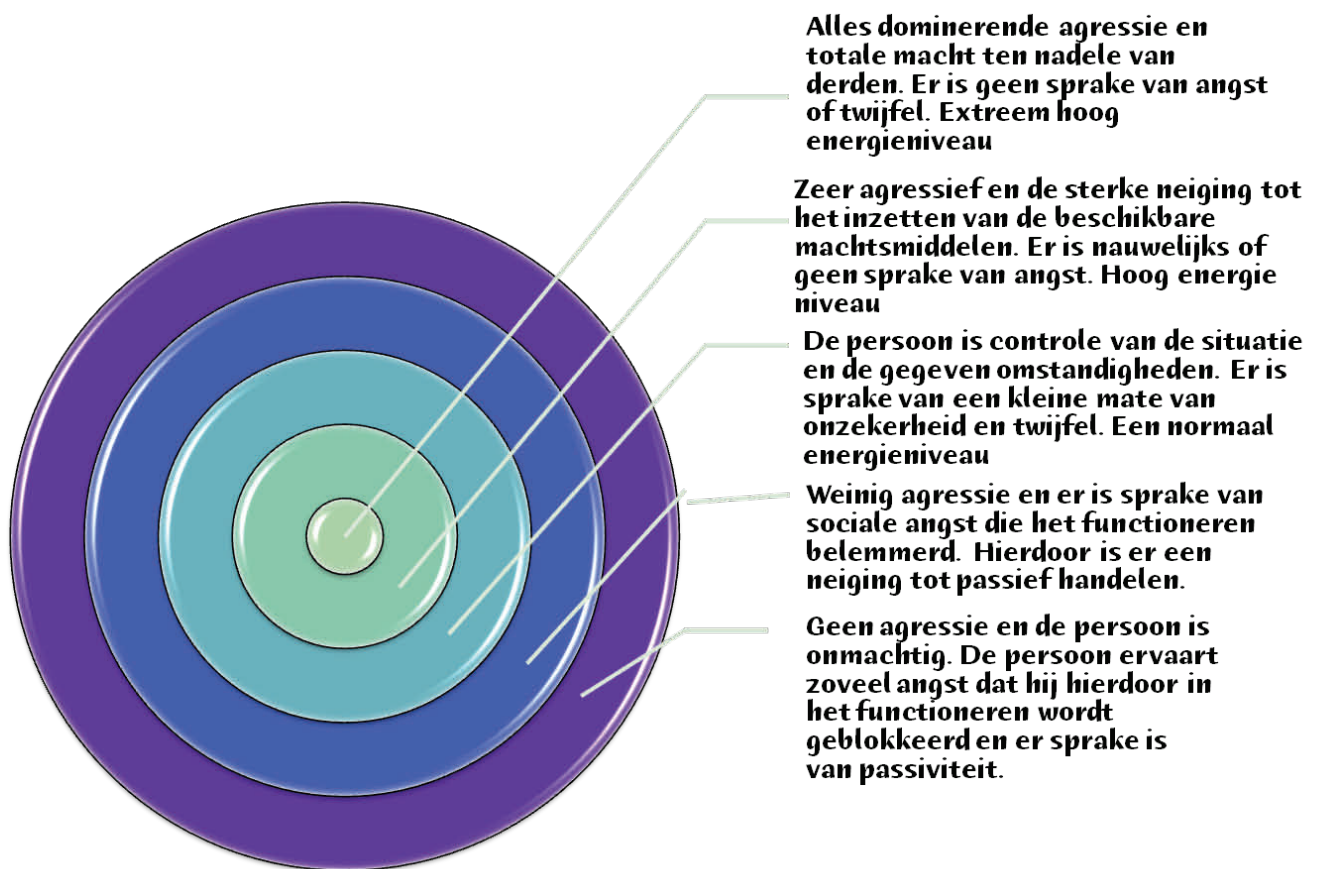 Alles dominerende agressie en
totale macht ten nadele van
derden. Er is geen sprake van angst
of twijfel. Extreem hoog
energieniveau
Zeer agressief en de sterke neiging tot
het inzetten van de beschikbare
machtsmiddelen. Er is nauwelijks of
geen sprake van angst. Hoog energie
niveau
De persoon is controle van de situatie
en de gegeven omstandigheden. Er is
sprake van een kleine mate van
onzekerheid en twijfel. Een normaal
energieniveau
Weinig agressie en er is sprake van
sociale angst die het functioneren
belemmerd. Hierdoor is er een
neiging tot passief handelen.
Geen agressie en de persoon is
onmachtig. De persoon ervaart
zoveel angst dat hij hierdoor in
het functioneren wordt
geblokkeerd en er sprake is
van passiviteit.